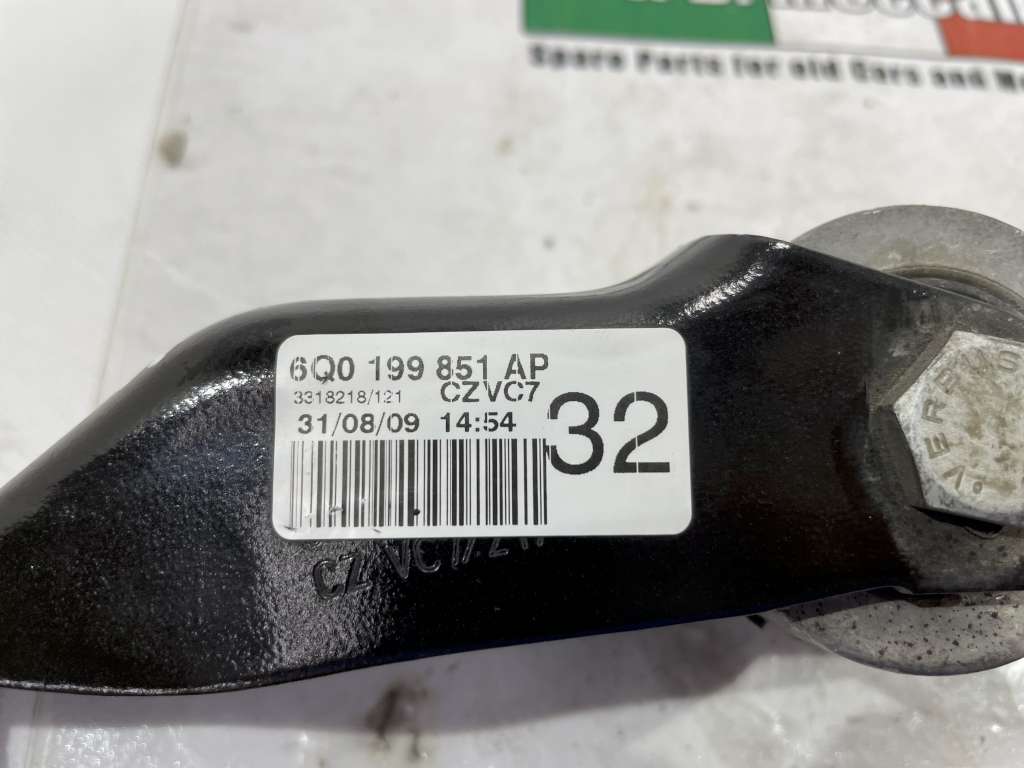 Spare Parts for old Cars and
6Q0 199 851 AP
3318218/121 CZVC7
31/08/09 14:54
32